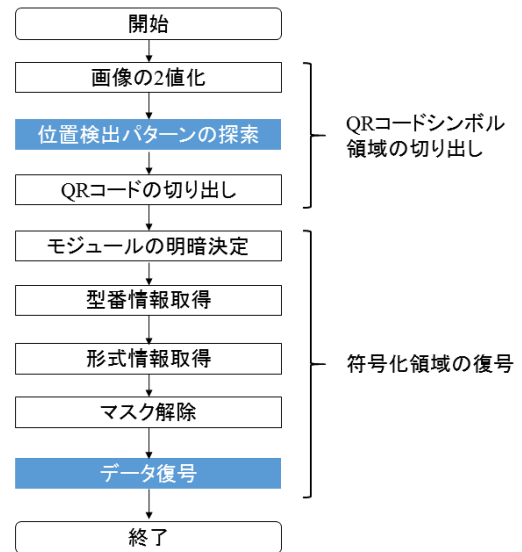 開始
画像の2値化
位置検出パターンの探索
QRコードの切り出し
QRコードシンボル
領域の切り出し
モジュールの明暗決定
型番情報取得
形式情報取得
マスク解除
データ復号
符号化領域の復号
終了